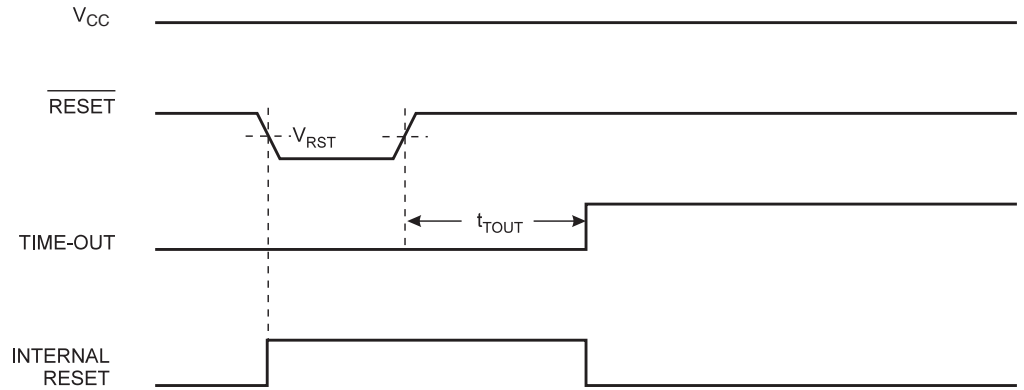 VCC
RESET
VRST
tTOUT
TIME-OUT
INTERNAL
RESET